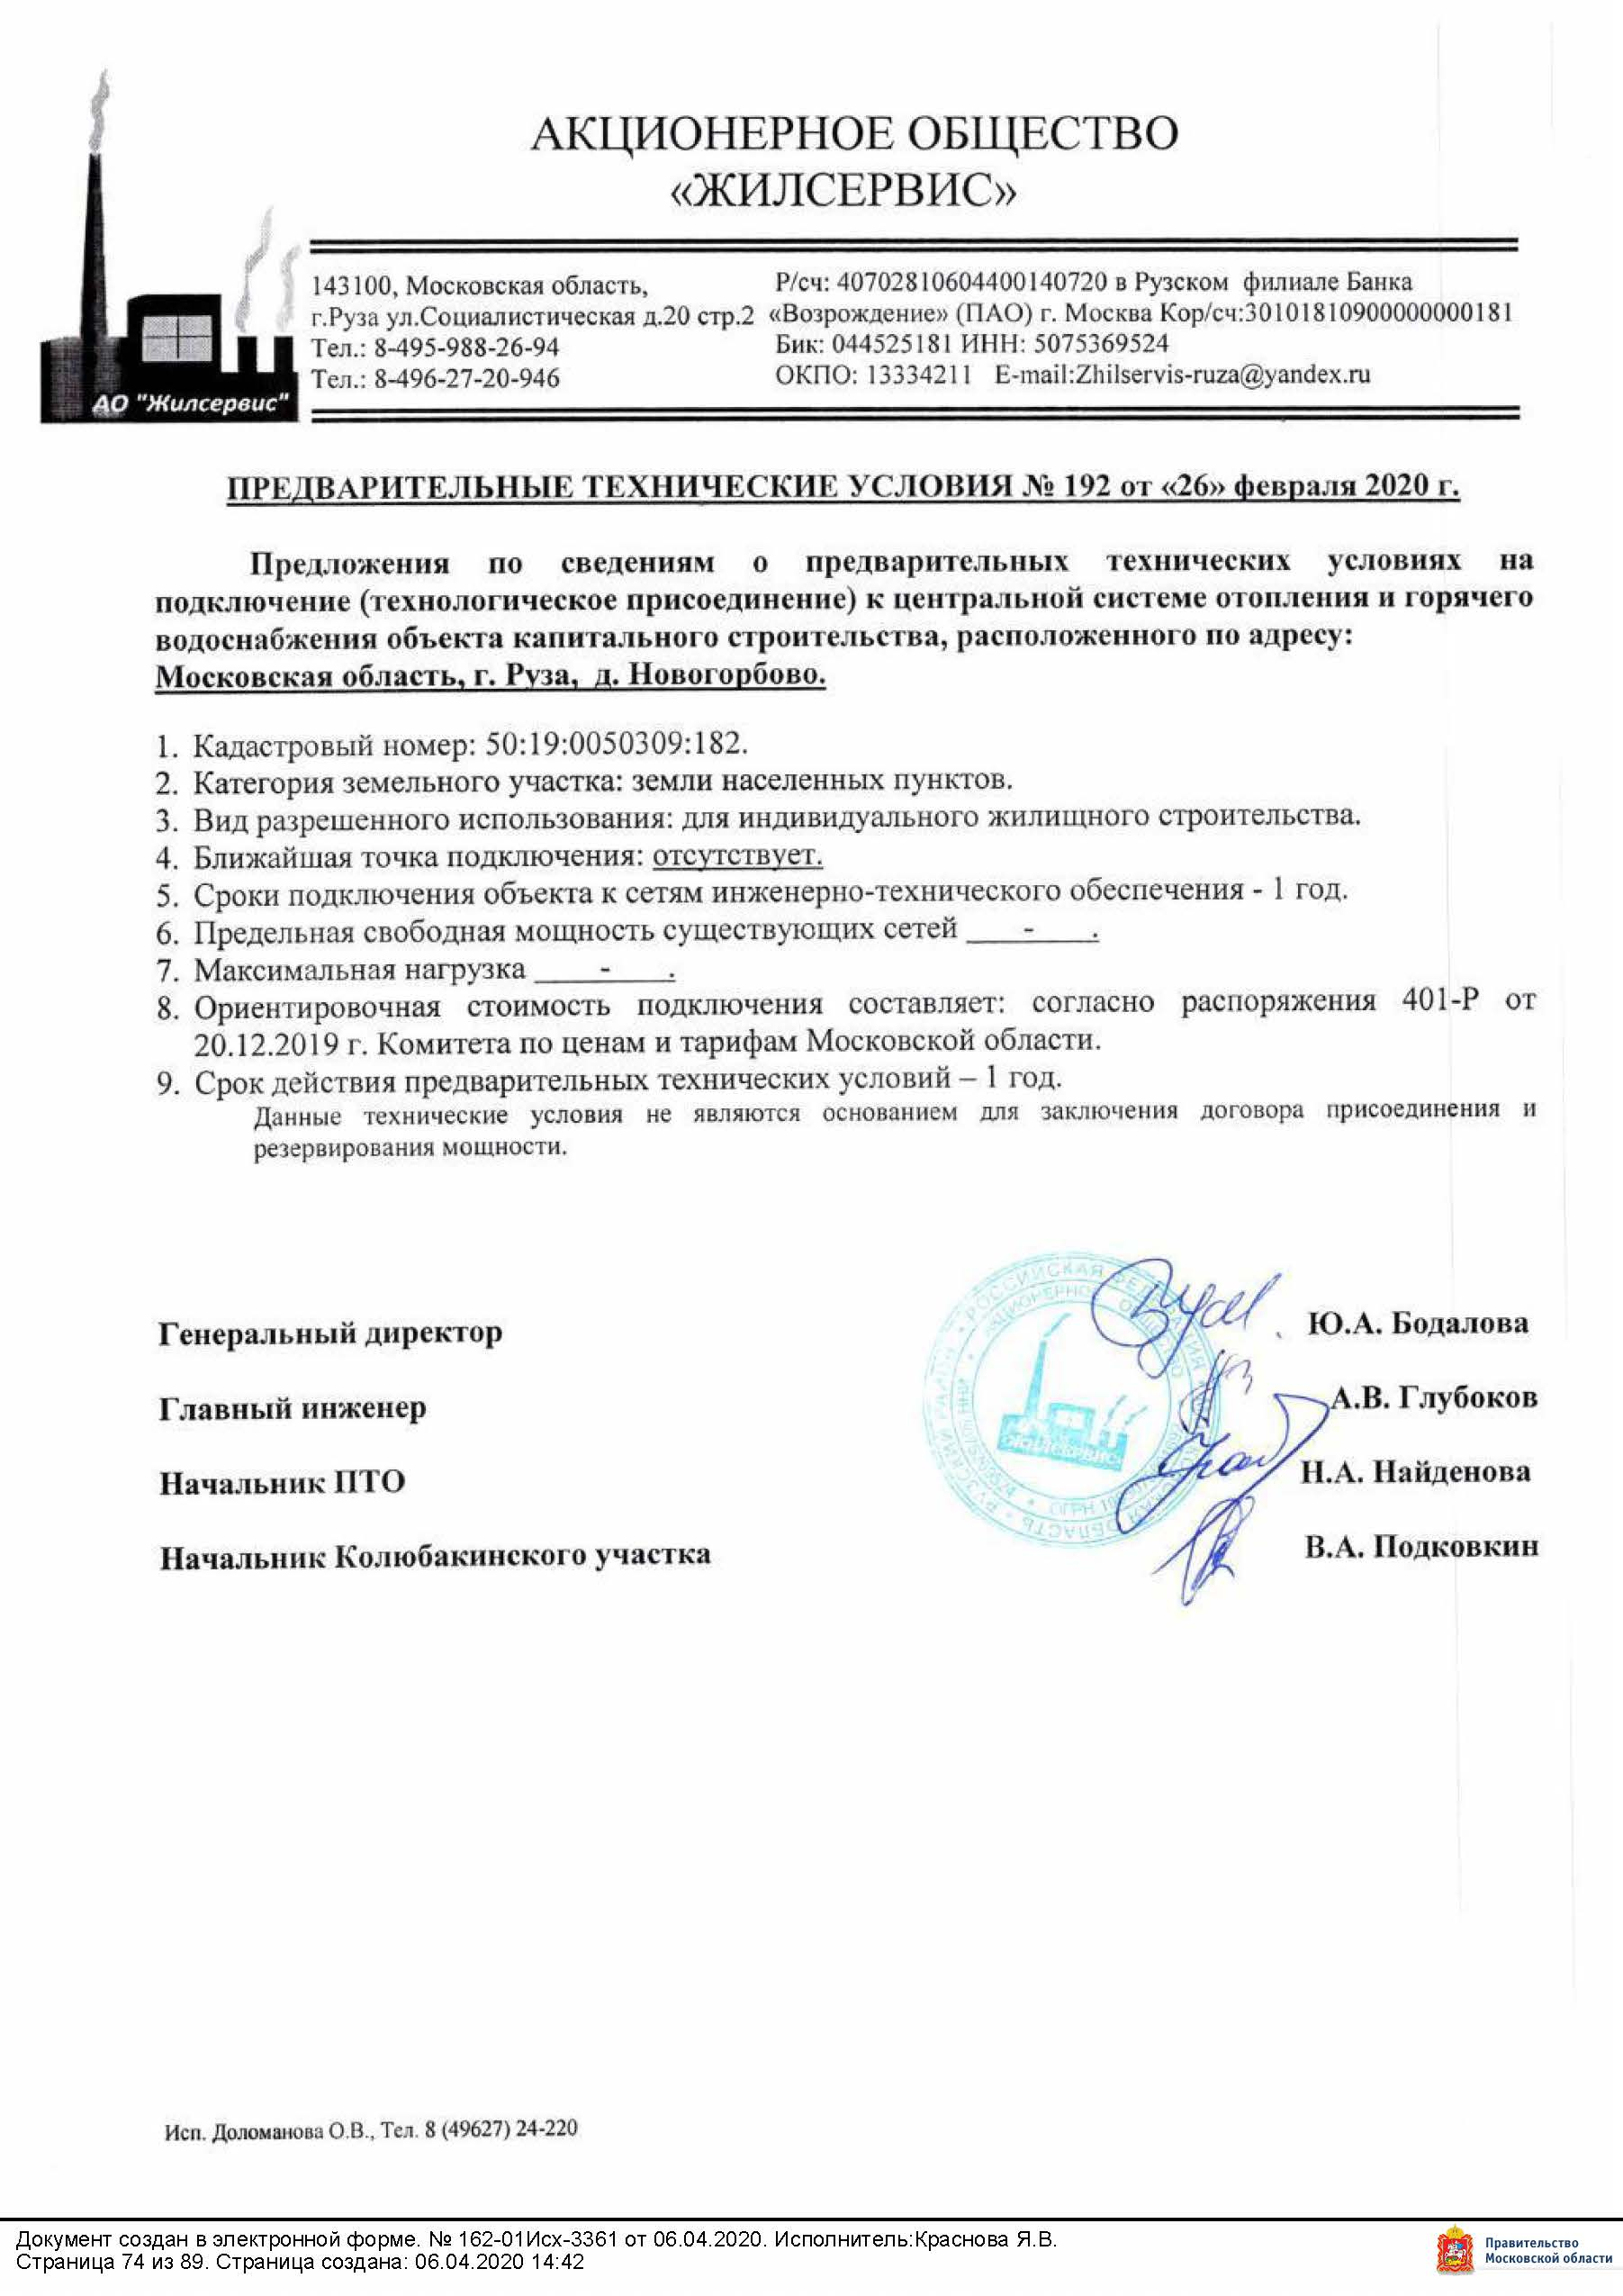 АКЦИОНЕРНОЕ ОБЩЕСТВО
«ЖИЛСЕРВИС»
АО "Жилсервис"
143100, Московская область,
г.Руза ул.Социалистическая д.20 стр.2
Тел.: 8-495-988-26-94
Тел.: 8-496-27-20-946
Р/сч: 40702810604400140720 в Рузском филиале Банка
«Возрождение» (ПАО) г. Москва Кор/сч:30101810900000000181
Бик: 044525181 ИНН: 5075369524
ОКПО: 13334211 E-mail:Zhilservis-ruza@yandex.ru
ПРЕДВАРИТЕЛЬНЫЕ ТЕХНИЧЕСКИЕ УСЛОВИЯ № 192 от «26» февраля 2020 г.
Предложения по сведениям о предварительных технических условиях на
подключение (технологическое присоединение) к центральной системе отопления и горячего
водоснабжения объекта капитального строительства, расположенного по адресу:
Московская область, г. Руза, д. Новогорбово.
1. Кадастровый номер: 50:19:0050309:182.
2. Категория земельного участка: земли населенных пунктов.
3. Вид разрешенного использования: для индивидуального жилищного строительства.
4. Ближайшая точка подключения: отсутствует.
5. Сроки подключения объекта к сетям инженерно-технического обеспечения - 1 год.
6. Предельная свободная мощность существующих сетей ____-____.
7. Максимальная нагрузка ____-____.
8. Ориентировочная стоимость подключения составляет: согласно распоряжения 401-Р от
20.12.2019 г. Комитета по ценам и тарифам Московской области.
9. Срок действия предварительных технических условий – 1 год.
Данные технические условия не являются основанием для заключения договора присоединения и
резервирования мощности.
Генеральный директор Ю.А. Бодалова
Главный инженер А.В. Глубоков
Начальник ПТО Н.А. Найденова
Начальник Колюбакинского участка В.А. Подковкин
РОССИЙСКАЯ ФЕДЕРАЦИЯ
АКЦИОНЕРНОЕ ОБЩЕСТВО
Исп. Доломанова О.В., Тел. 8 (49627) 24-220
Документ создан в электронной форме. № 162-01Исх-3361 от 06.04.2020. Исполнитель:Краснова Я.В.
Страница 74 из 89. Страница создана: 06.04.2020 14:42
Правительство
Московской области